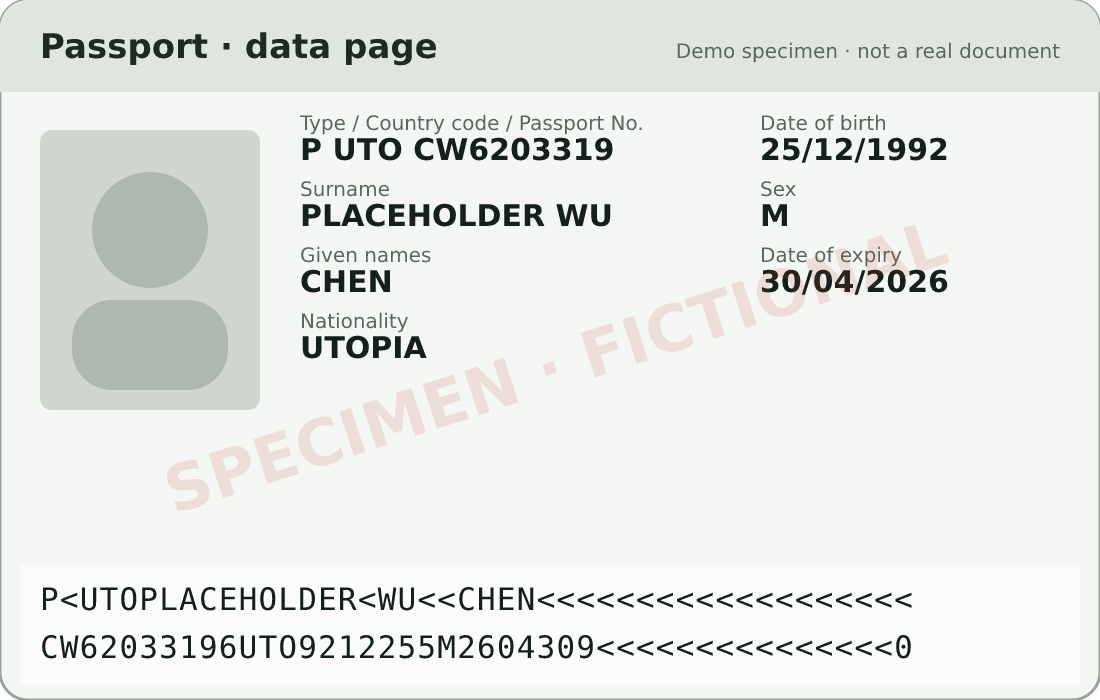 Passport · data page
Demo specimen · not a real document
Type / Country code / Passport No.
P UTO CW6203319
Date of birth
25/12/1992
Surname
PLACEHOLDER WU
Sex
M
Given names
CHEN
Date of expiry
30/04/2026
Nationality
UTOPIA
SPECIMEN · FICTIONAL
P<UTOPLACEHOLDER<WU<<CHEN<<<<<<<<<<<<<<<<<<<
CW62033196UTO9212255M2604309<<<<<<<<<<<<<<<0